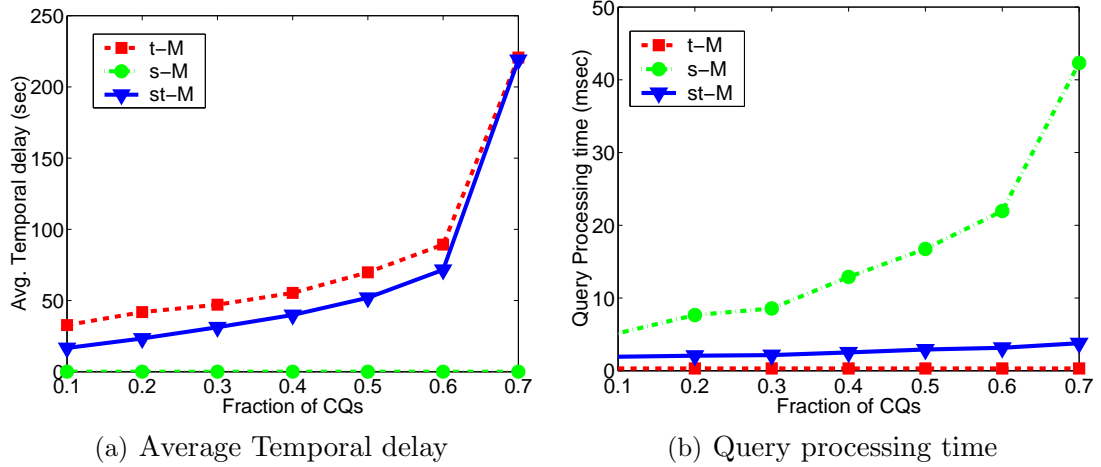 250
200
150
100
50
0
0.1 0.2 0.3 0.4 0.5 0.6 0.7
Avg. Temporal delay (sec)
Fraction of CQs
t−M
s−M
st−M
(a) Average Temporal delay
50
40
30
20
10
0
0.1 0.2 0.3 0.4 0.5 0.6 0.7
Query Processing time (msec)
Fraction of CQs
t−M
s−M
st−M
(b) Query processing time